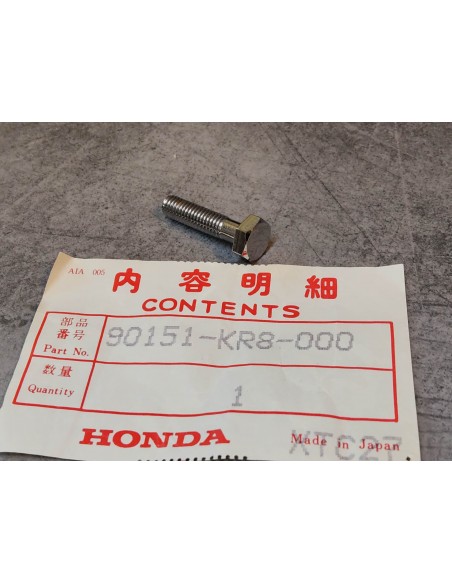 AIA 005
内容明細
CONTENTS
部品
番号
Part No.
90151-KR8-000
数量
Quantity
1
HONDA
Made in Japan
XTC27